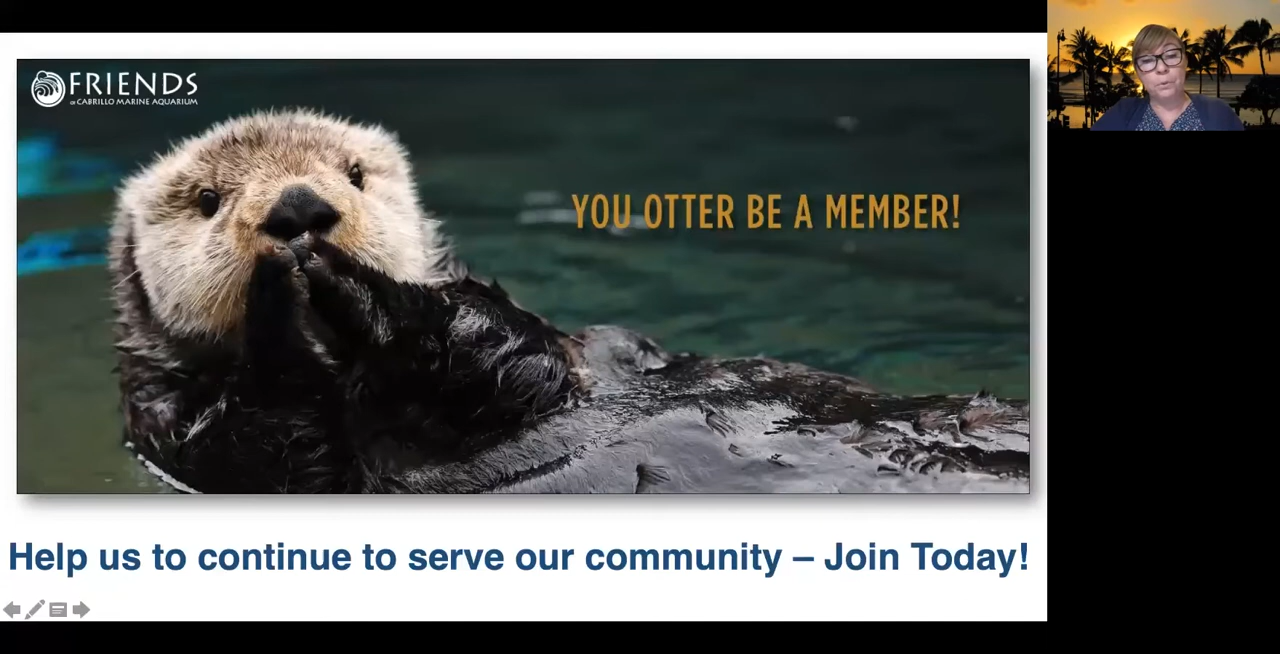 FRIENDS
OF CABRILLO MARINE AQUARIUM
YOU OTTER BE A MEMBER!
Help us to continue to serve our community – Join Today!